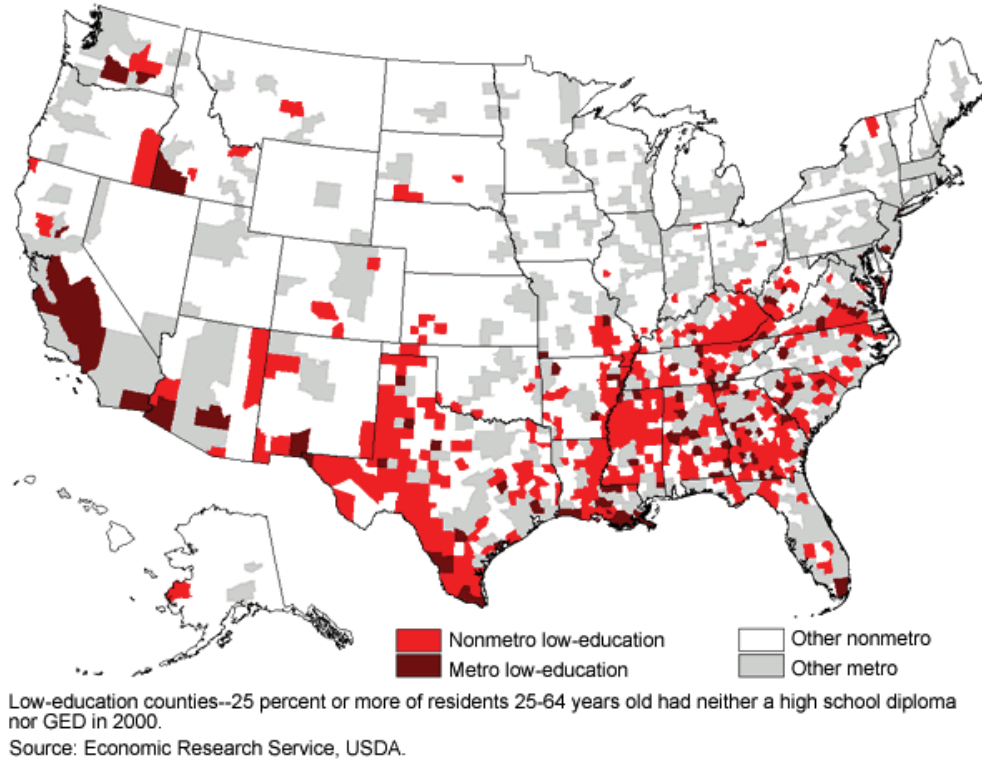 Nonmetro low-education
Metro low-education
Other nonmetro
Other metro
Low-education counties--25 percent or more of residents 25-64 years old had neither a high school diploma
nor GED in 2000.
Source: Economic Research Service, USDA.